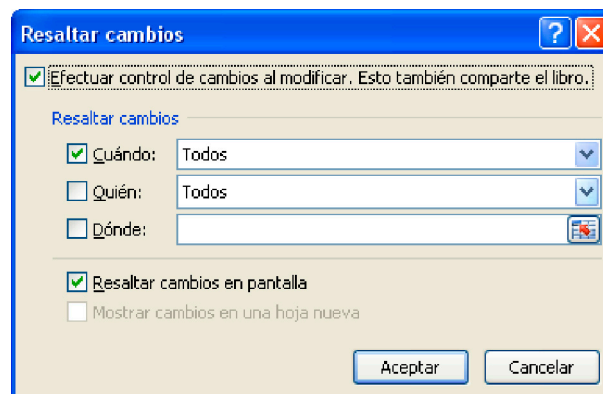 Resaltar cambios
Efectuar control de cambios al modificar. Esto también comparte el libro.
Resaltar cambios
Cuándo: Todos
Quién: Todos
Dónde:
Resaltar cambios en pantalla
Mostrar cambios en una hoja nueva
Aceptar Cancelar